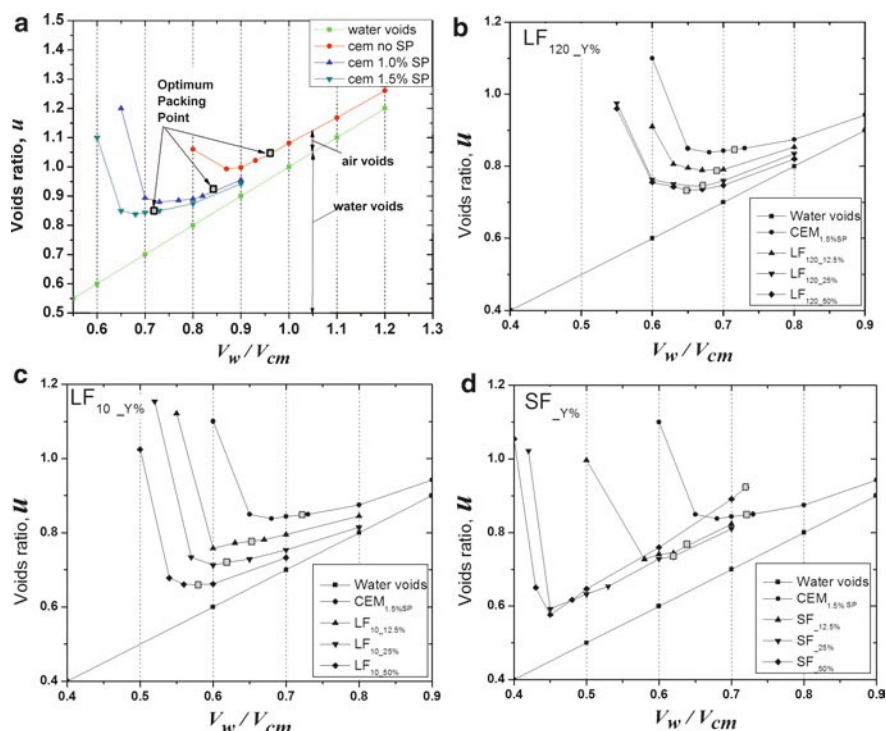 a
water voids
cem no SP
cem 1.0% SP
cem 1.5% SP
Optimum
Packing
Point
air voids
water voids
Voids ratio, u
1.5
1.4
1.3
1.2
1.1
1.0
0.9
0.8
0.7
0.6
0.5
0.6 0.7 0.8 0.9 1.0 1.1 1.2 1.3
Vw / Vcm
b
LF120_Y%
Voids ratio, u
1.2
1.0
0.8
0.6
0.4
Water voids
CEM1.5%SP
LF120_12.5%
LF120_25%
LF120_50%
0.4 0.5 0.6 0.7 0.8 0.9
Vw / Vcm
c
LF10_Y%
Voids ratio, u
1.2
1.0
0.8
0.6
0.4
Water voids
CEM1.5%SP
LF10_12.5%
LF10_25%
LF10_50%
0.4 0.5 0.6 0.7 0.8 0.9
Vw / Vcm
d
SF_Y%
Voids ratio, u
1.2
1.0
0.8
0.6
0.4
Water voids
CEM1.5%SP
SF_12.5%
SF_25%
SF_50%
0.4 0.5 0.6 0.7 0.8 0.9
Vw / Vcm